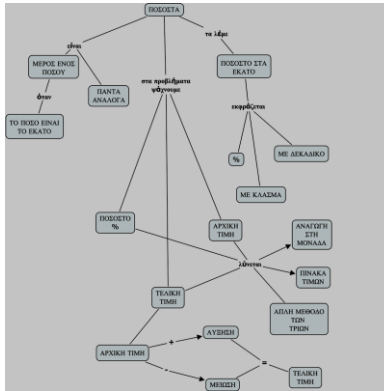 ΠΟΣΟΣΤΑ
τα λέμε
είναι
ΜΕΡΟΣ ΕΝΟΣ
ΠΟΣΟΥ
ΠΑΝΤΑ
ΑΝΑΛΟΓΑ
στα προβλήματα
ψάχνουμε
ΠΟΣΟΣΤΟ ΣΤΑ
ΕΚΑΤΟ
όταν
ΤΟ ΠΟΣΟ ΕΙΝΑΙ
ΤΟ ΕΚΑΤΟ
εκφράζεται
%
ΜΕ ΔΕΚΑΔΙΚΟ
ΜΕ ΚΛΑΣΜΑ
ΠΟΣΟΣΤΟ
%
ΑΡΧΙΚΗ
ΤΙΜΗ
ΑΝΑΓΩΓΗ
ΣΤΗ
ΜΟΝΑΔΑ
λύνεται
ΠΙΝΑΚΑ
ΤΙΜΩΝ
ΤΕΛΙΚΗ
ΤΙΜΗ
ΑΠΛΗ ΜΕΘΟΔΟ
ΤΩΝ
ΤΡΙΩΝ
ΑΡΧΙΚΗ ΤΙΜΗ
+
ΑΥΞΗΣΗ
-
ΜΕΙΩΣΗ
=
ΤΕΛΙΚΗ
ΤΙΜΗ